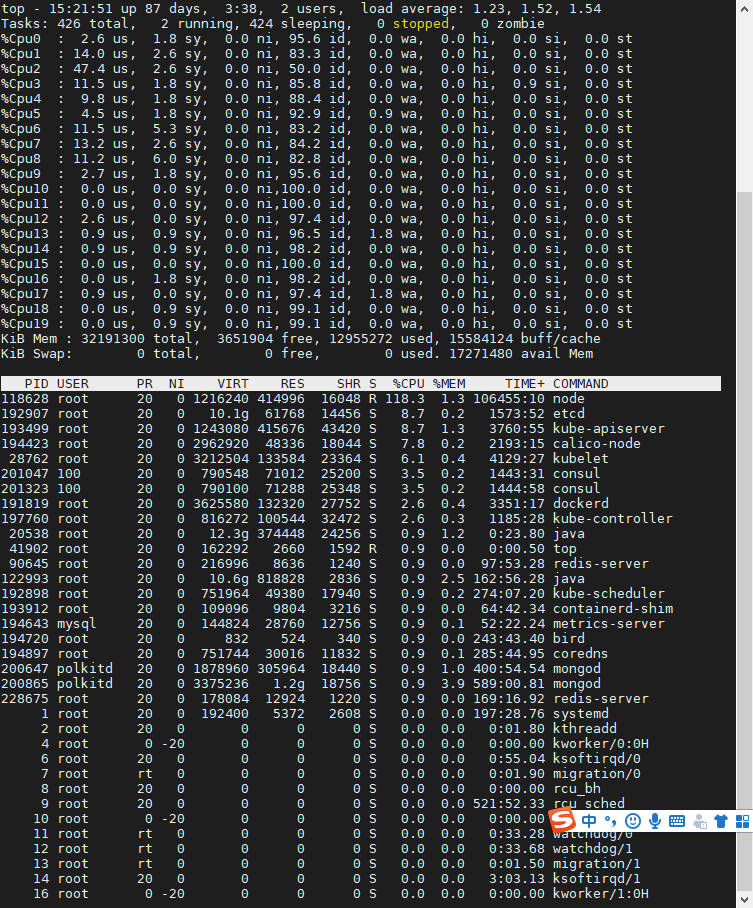 top - 15:21:51 up 87 days,  3:38,  2 users,  load average: 1.23, 1.52, 1.54
Tasks: 426 total,   2 running, 424 sleeping,   0 stopped,   0 zombie
%Cpu0  :  2.6 us,  1.8 sy,  0.0 ni, 95.6 id,  0.0 wa,  0.0 hi,  0.0 si,  0.0 st
%Cpu1  : 14.0 us,  2.6 sy,  0.0 ni, 83.3 id,  0.0 wa,  0.0 hi,  0.0 si,  0.0 st
%Cpu2  : 47.4 us,  2.6 sy,  0.0 ni, 50.0 id,  0.0 wa,  0.0 hi,  0.0 si,  0.0 st
%Cpu3  : 11.5 us,  1.8 sy,  0.0 ni, 85.8 id,  0.0 wa,  0.0 hi,  0.9 si,  0.0 st
%Cpu4  :  9.8 us,  1.8 sy,  0.0 ni, 88.4 id,  0.0 wa,  0.0 hi,  0.0 si,  0.0 st
%Cpu5  :  4.5 us,  1.8 sy,  0.0 ni, 92.9 id,  0.9 wa,  0.0 hi,  0.0 si,  0.0 st
%Cpu6  : 11.5 us,  5.3 sy,  0.0 ni, 83.2 id,  0.0 wa,  0.0 hi,  0.0 si,  0.0 st
%Cpu7  : 13.2 us,  2.6 sy,  0.0 ni, 84.2 id,  0.0 wa,  0.0 hi,  0.0 si,  0.0 st
%Cpu8  : 11.2 us,  6.0 sy,  0.0 ni, 82.8 id,  0.0 wa,  0.0 hi,  0.0 si,  0.0 st
%Cpu9  :  2.7 us,  1.8 sy,  0.0 ni, 95.6 id,  0.0 wa,  0.0 hi,  0.0 si,  0.0 st
%Cpu10 :  0.0 us,  0.0 sy,  0.0 ni,100.0 id,  0.0 wa,  0.0 hi,  0.0 si,  0.0 st
%Cpu11 :  0.0 us,  0.0 sy,  0.0 ni,100.0 id,  0.0 wa,  0.0 hi,  0.0 si,  0.0 st
%Cpu12 :  2.6 us,  0.0 sy,  0.0 ni, 97.4 id,  0.0 wa,  0.0 hi,  0.0 si,  0.0 st
%Cpu13 :  0.9 us,  0.9 sy,  0.0 ni, 96.5 id,  1.8 wa,  0.0 hi,  0.0 si,  0.0 st
%Cpu14 :  0.9 us,  0.9 sy,  0.0 ni, 98.2 id,  0.0 wa,  0.0 hi,  0.0 si,  0.0 st
%Cpu15 :  0.0 us,  0.0 sy,  0.0 ni,100.0 id,  0.0 wa,  0.0 hi,  0.0 si,  0.0 st
%Cpu16 :  0.0 us,  1.8 sy,  0.0 ni, 98.2 id,  0.0 wa,  0.0 hi,  0.0 si,  0.0 st
%Cpu17 :  0.9 us,  0.0 sy,  0.0 ni, 97.4 id,  1.8 wa,  0.0 hi,  0.0 si,  0.0 st
%Cpu18 :  0.0 us,  0.9 sy,  0.0 ni, 99.1 id,  0.0 wa,  0.0 hi,  0.0 si,  0.0 st
%Cpu19 :  0.0 us,  0.9 sy,  0.0 ni, 99.1 id,  0.0 wa,  0.0 hi,  0.0 si,  0.0 st
KiB Mem : 32191300 total,  3651904 free, 12955272 used, 15584124 buff/cache
KiB Swap:        0 total,        0 free,        0 used. 17271480 avail Mem
PID USER PR NI VIRT RES SHR S %CPU %MEM TIME+ COMMAND
118628 root 20 0 1216240 414996 16048 R 118.3 1.3 106455:10 node
192907 root 20 0 10.1g 61768 14456 S 8.7 0.2 1573:52 etcd
193499 root 20 0 1243080 415676 43420 S 8.7 1.3 3760:55 kube-apiserver
194423 root 20 0 2962920 48336 18044 S 7.8 0.2 2193:15 calico-node
28762 root 20 0 3212504 133584 23364 S 6.1 0.4 4129:27 kubelet
201047 100 20 0 790548 71012 25200 S 3.5 0.2 1443:31 consul
201323 100 20 0 790100 71288 25348 S 3.5 0.2 1444:58 consul
191819 root 20 0 3625580 132320 27752 S 2.6 0.4 3351:17 dockerd
197760 root 20 0 816272 100544 32472 S 2.6 0.3 1185:28 kube-controller
20538 root 20 0 12.3g 374448 24256 S 0.9 1.2 0:23.80 java
41902 root 20 0 162292 2660 1592 R 0.9 0.0 0:00.50 top
90645 root 20 0 216996 8636 1240 S 0.9 0.0 97:53.28 redis-server
122993 root 20 0 10.6g 818828 2836 S 0.9 2.5 162:56.28 java
192898 root 20 0 751964 49380 17940 S 0.9 0.2 274:07.20 kube-scheduler
193912 root 20 0 109096 9804 3216 S 0.9 0.0 64:42.34 containerd-shim
194643 mysql 20 0 144824 28760 12756 S 0.9 0.1 52:22.24 metrics-server
194720 root 20 0 832 524 340 S 0.9 0.0 243:43.40 bird
194897 root 20 0 751744 30016 11832 S 0.9 0.1 285:44.95 coredns
200647 polkitd 20 0 1878960 305964 18440 S 0.9 1.0 400:54.54 mongod
200865 polkitd 20 0 3375236 1.2g 18756 S 0.9 3.9 589:00.81 mongod
228675 root 20 0 178084 12924 1220 S 0.9 0.0 169:16.92 redis-server
1 root 20 0 192400 5372 2608 S 0.0 0.0 197:28.76 systemd
2 root 20 0 0 0 0 S 0.0 0.0 0:01.80 kthreadd
4 root 0 -20 0 0 0 S 0.0 0.0 0:00.00 kworker/0:0H
6 root 20 0 0 0 0 S 0.0 0.0 0:55.04 ksoftirqd/0
7 root rt 0 0 0 0 S 0.0 0.0 0:01.90 migration/0
8 root 20 0 0 0 0 S 0.0 0.0 0:00.00 rcu_bh
9 root 20 0 0 0 0 S 0.0 0.0 521:52.33 rcu_sched
10 root 0 -20 0 0 0 S 0.0 0.0 0:00.00
中
11 root rt 0 0 0 0 S 0.0 0.0 0:33.28 watchdog/0
12 root rt 0 0 0 0 S 0.0 0.0 0:33.68 watchdog/1
13 root rt 0 0 0 0 S 0.0 0.0 0:01.50 migration/1
14 root 20 0 0 0 0 S 0.0 0.0 3:03.13 ksoftirqd/1
16 root 0 -20 0 0 0 S 0.0 0.0 0:00.00 kworker/1:0H